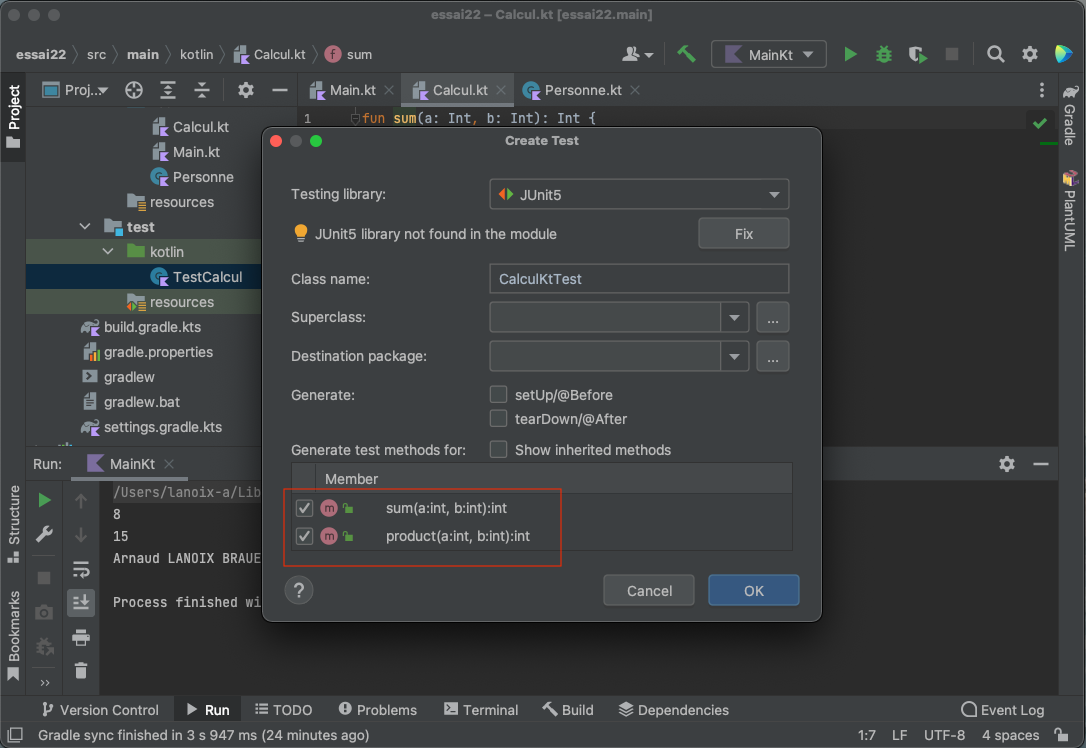 essai22 – Calcul.kt [essai22.main]
essai22 src main kotlin Calcul.kt sum
MainKt
Project
Proj..
Main.kt Calcul.kt Personne.kt
1 fun sum(a: Int, b: Int): Int {
Gradle
PlantUML
Calcul.kt
Main.kt
Personne
resources
test
kotlin
TestCalcul
resources
build.gradle.kts
gradle.properties
gradlew
gradlew.bat
settings.gradle.kts
Create Test
Testing library: JUnit5
JUnit5 library not found in the module Fix
Class name: CalculKtTest
Superclass: ...
Destination package: ...
Generate: setUp/@Before
tearDown/@After
Generate test methods for: Show inherited methods
Member
m sum(a:int, b:int):int
m product(a:int, b:int):int
? Cancel OK
Run: MainKt
/Users/lanoix-a/Lib
8
15
Arnaud LANOIX BRAUE
Process finished wi
Structure
Bookmarks
Version Control Run TODO Problems Terminal Build Dependencies Event Log
Gradle sync finished in 3 s 947 ms (24 minutes ago) 1:7 LF UTF-8 4 spaces